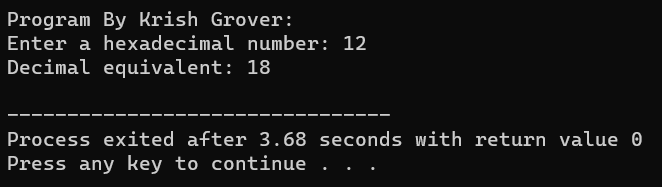 Program By Krish Grover:
Enter a hexadecimal number: 12
Decimal equivalent: 18
--------------------------------
Process exited after 3.68 seconds with return value 0
Press any key to continue . . .